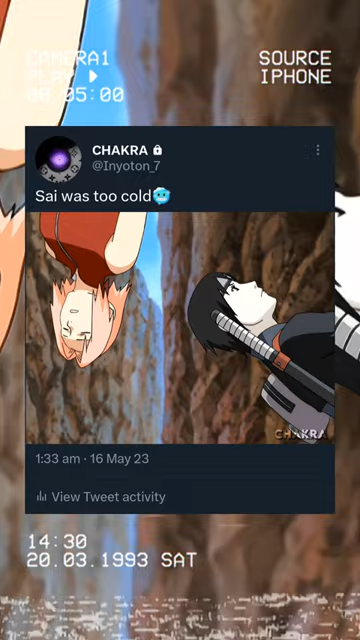 CAMERA1
PLAY ▶
00:05:00
SOURCE
IPHONE
CHAKRA
@Inyoton_7
Sai was too cold🥶
CHAKRA
1:33 am · 16 May 23
View Tweet activity
14:30
20.03.1993 SAT